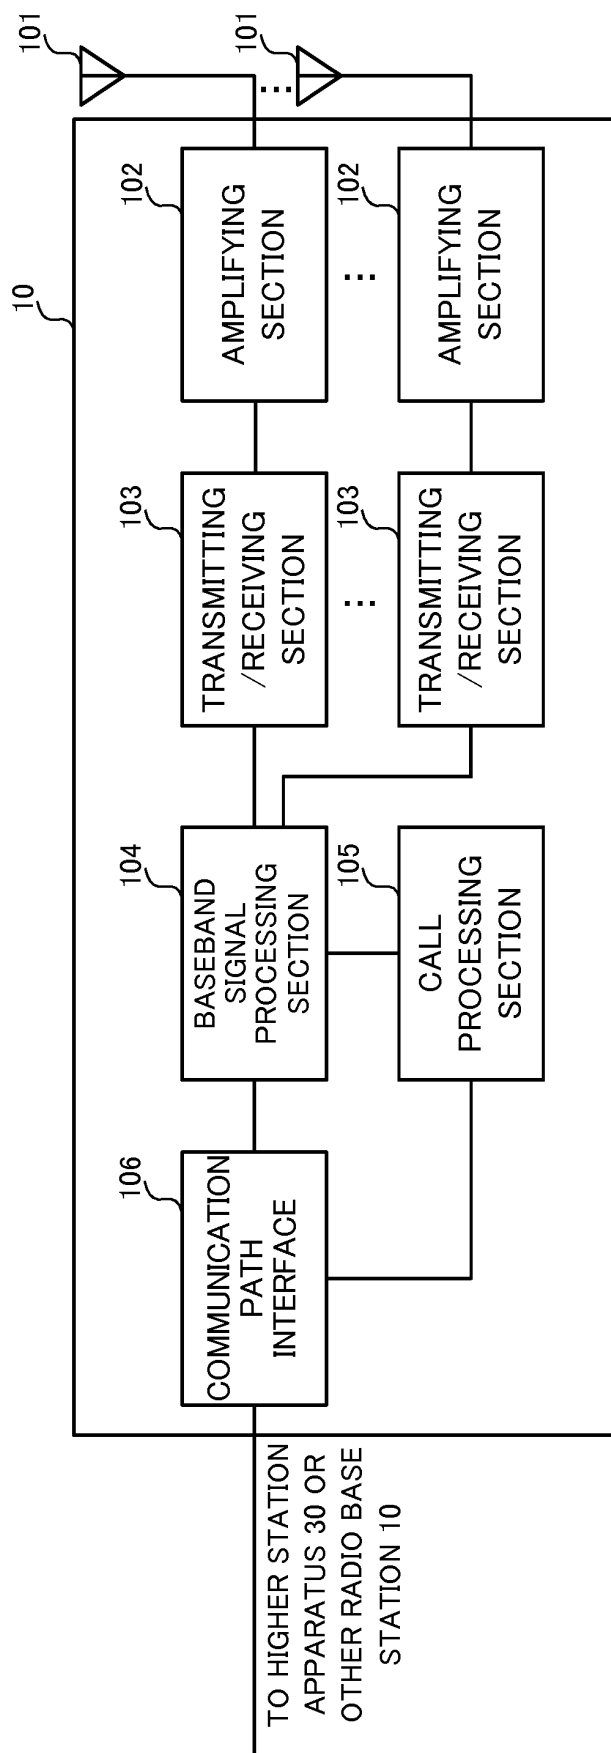 10
101
101
...
102
AMPLIFYING
SECTION
...
102
AMPLIFYING
SECTION
103
TRANSMITTING
/RECEIVING
SECTION
...
103
TRANSMITTING
/RECEIVING
SECTION
104
BASEBAND
SIGNAL
PROCESSING
SECTION
105
CALL
PROCESSING
SECTION
106
COMMUNICATION
PATH
INTERFACE
TO HIGHER STATION
APPARATUS 30 OR
OTHER RADIO BASE
STATION 10